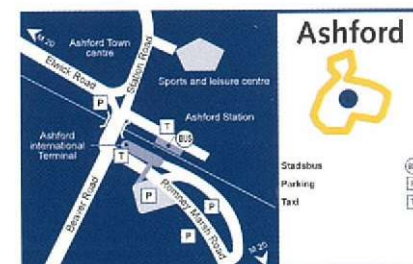 M 20
Ashford Town
centre
Elwick Road
Station Road
Sports and leisure centre
P
T
Ashford Station
BUS
Ashford
international
Terminal
T
P
P
P
Beaver Road
Romney Marsh Road
M 20
Ashford
Stadsbus
Parking
Taxi